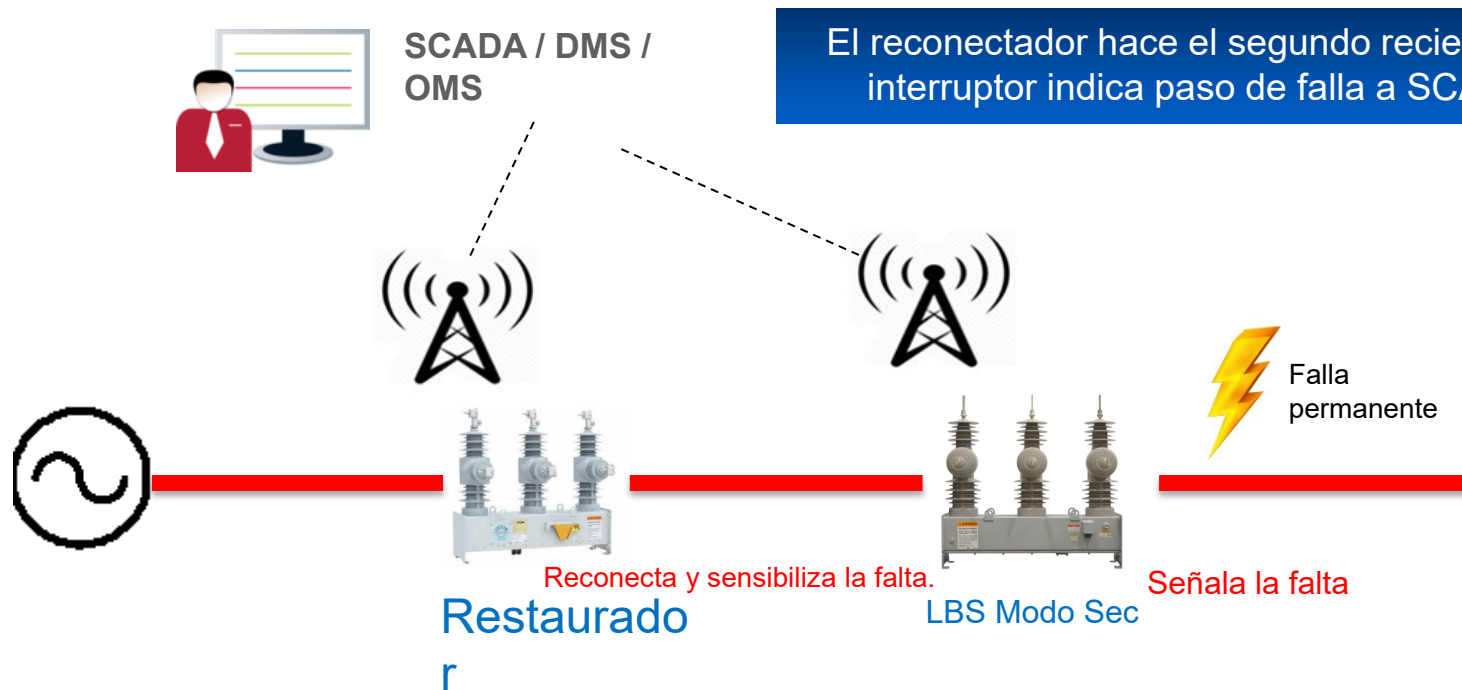 SCADA / DMS /
OMS
El reconectador hace el segundo recie
interruptor indica paso de falla a SCA
Falla
permanente
Reconecta y sensibiliza la falta.
Señala la falta
Restaurado
r
LBS Modo Sec